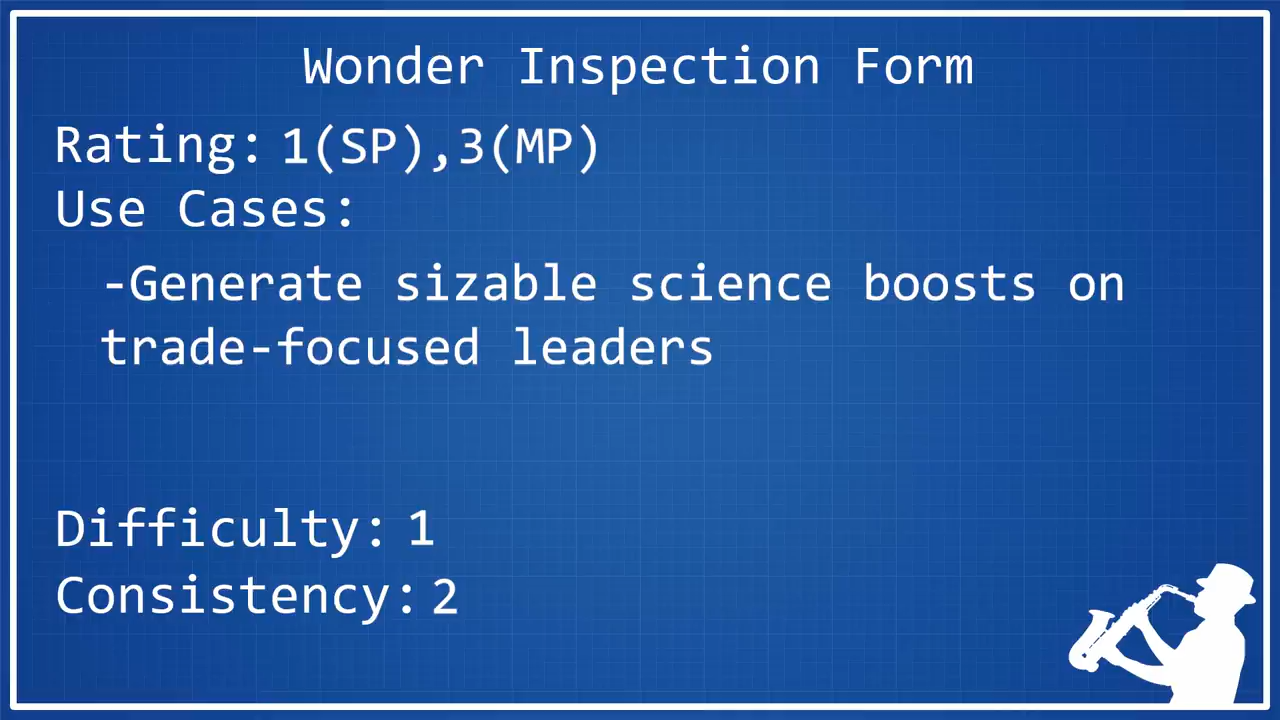 Wonder Inspection Form
Rating: 1(SP),3(MP)
Use Cases:
-Generate sizable science boosts on
trade-focused leaders
Difficulty: 1
Consistency: 2